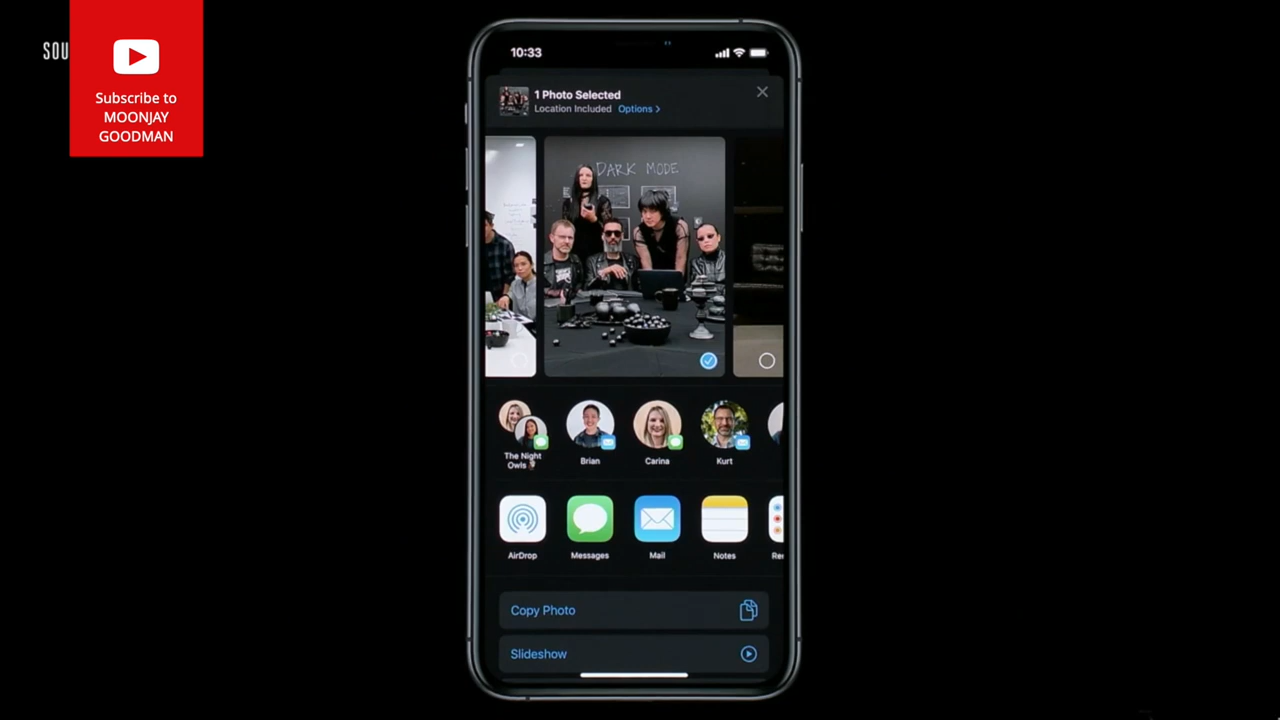 SOU
Subscribe to
MOONJAY
GOODMAN
10:33
1 Photo Selected
Location Included Options >
DARK MODE
The Night
Owls
Brian
Carina
Kurt
AirDrop
Messages
Mail
Notes
Copy Photo
Slideshow